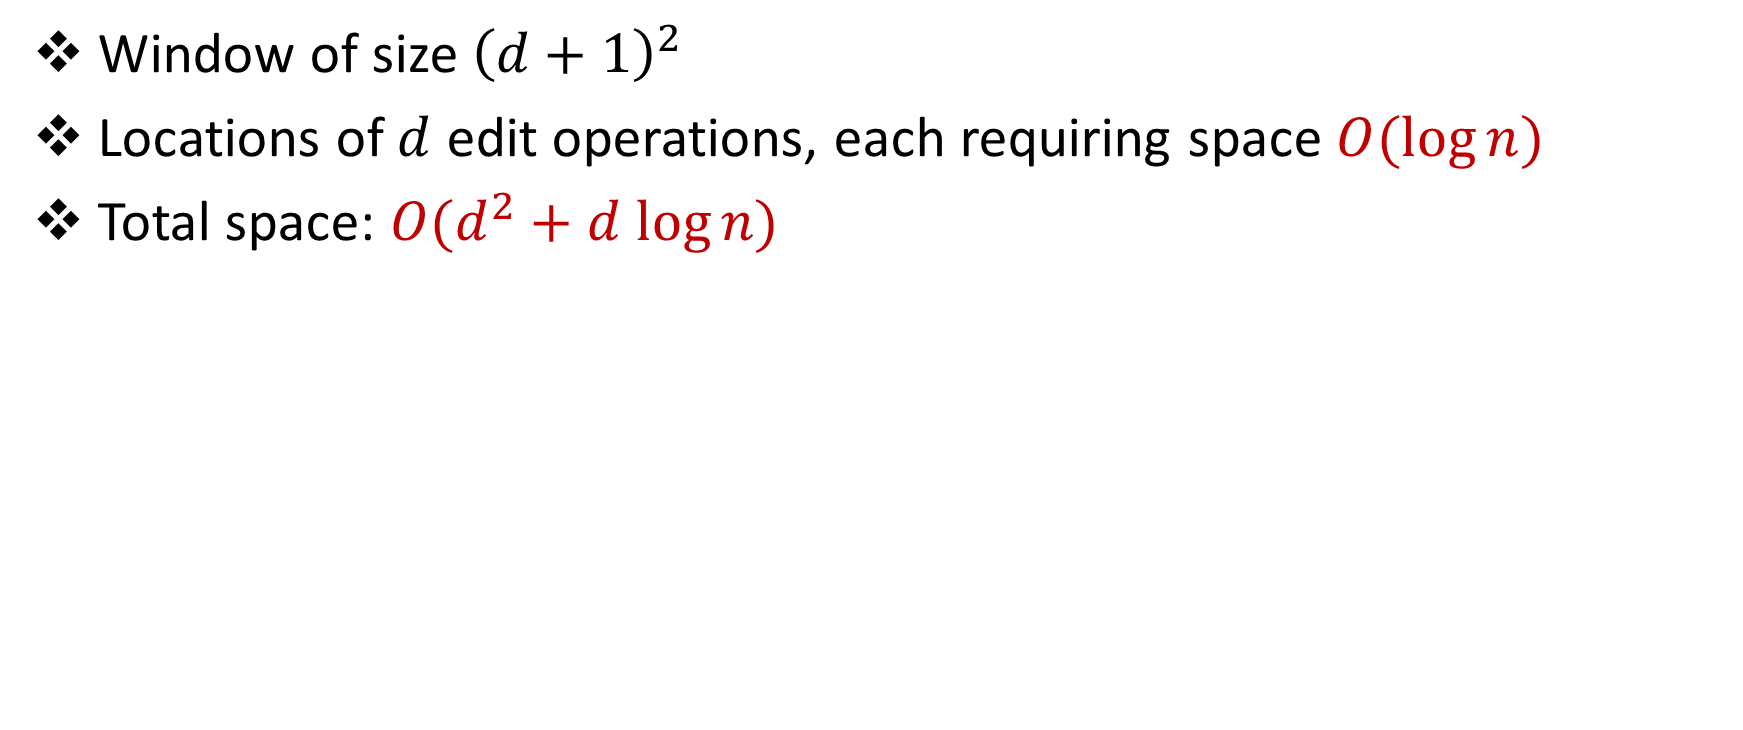 ❖ Window of size (d + 1)²
❖ Locations of d edit operations, each requiring space O(log n)
❖ Total space: O(d² + d log n)